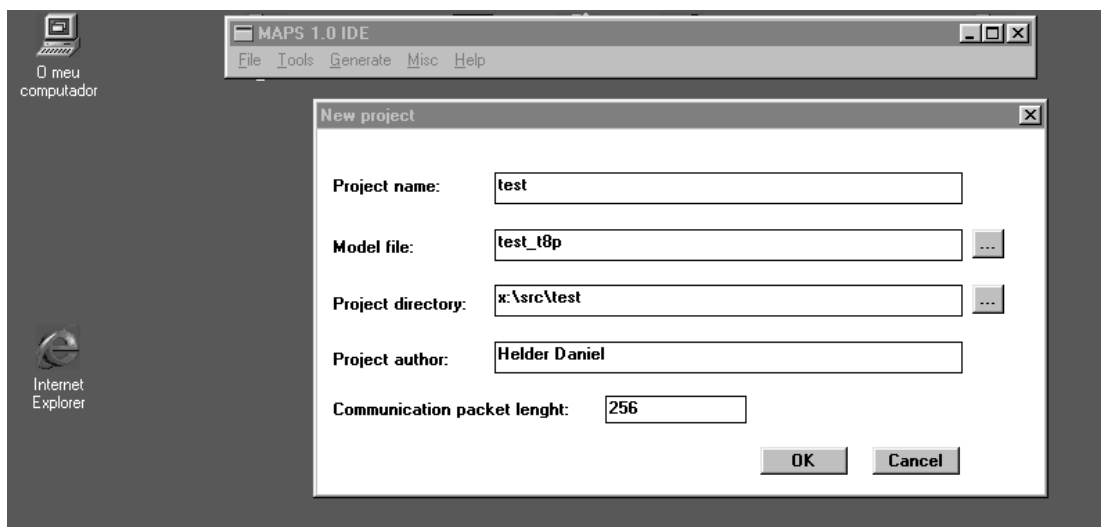 O meu
computador
MAPS 1.0 IDE
File Tools Generate Misc Help
New project
Project name: test
Model file: test_t8p ...
Project directory: x:\src\test ...
Project author: Helder Daniel
Communication packet lenght: 256
OK Cancel
Internet
Explorer